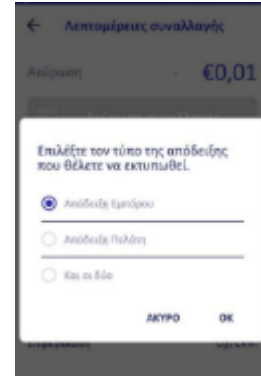 ← Λεπτομέρειες συναλλαγής
Ακύρωση - €0,01
Επιλέξτε τον τύπο της απόδειξης
που θέλετε να εκτυπωθεί.
Απόδειξη Εμπόρου
Απόδειξη Πελάτη
Και οι δύο
ΑΚΥΡΟ OK